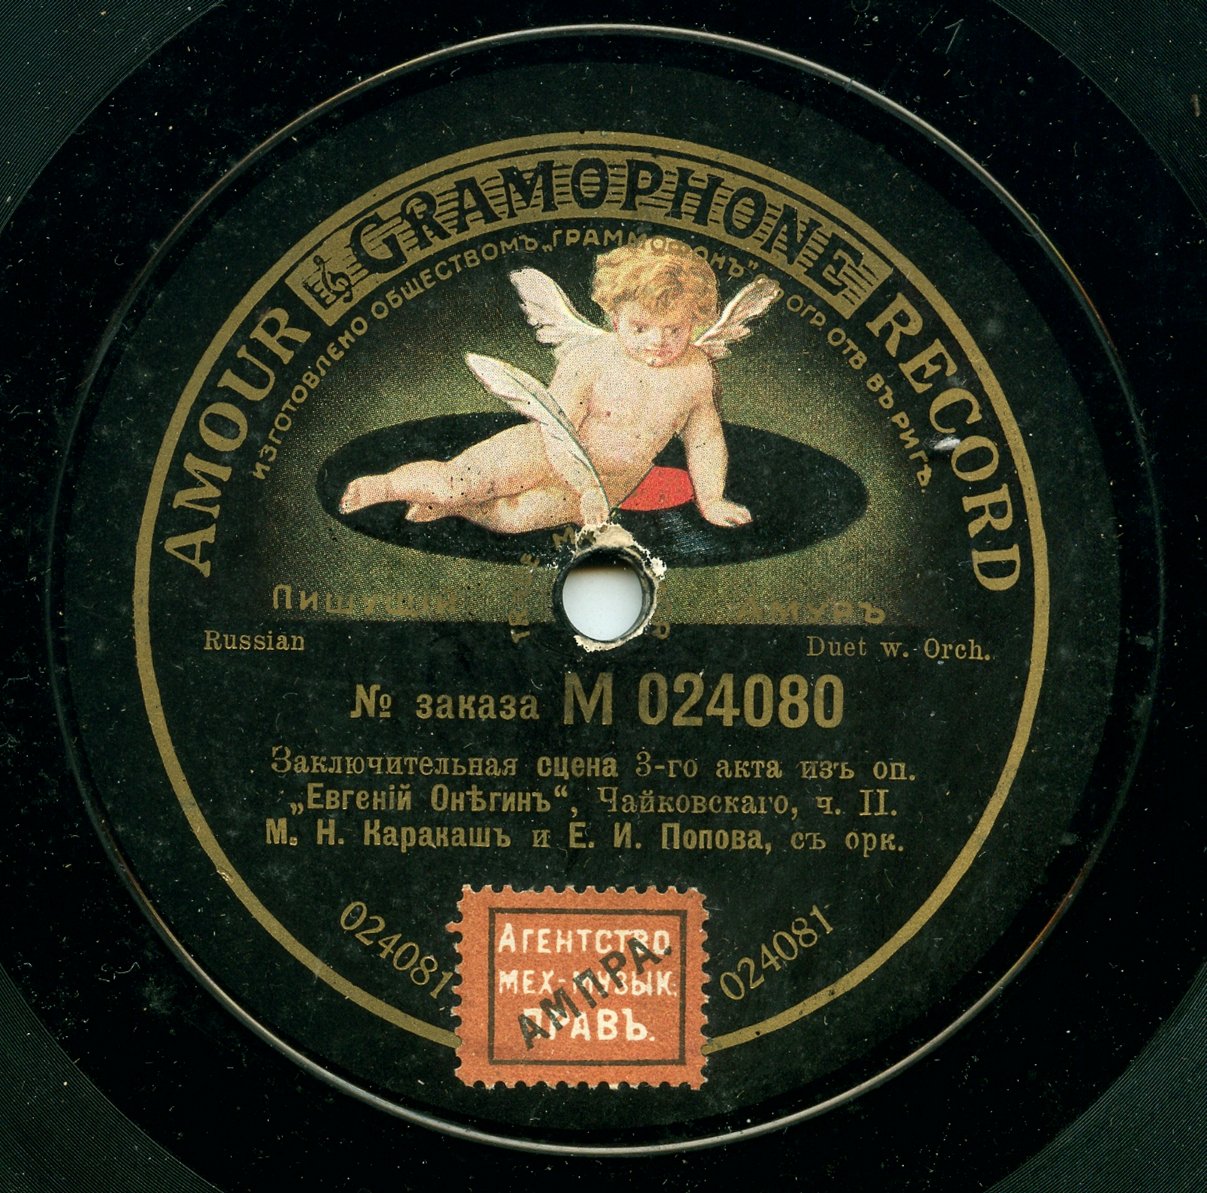 AMOUR GRAMOPHONE RECORD
ИЗГОТОВЛЕНО ОБЩЕСТВОМЪ „ГРАММОФОНЪ" С ОГР. ОТВ. ВЪ РИГѢ.
ПИШУЩІЙ АМУРЪ
Russian Duet w. Orch.
№ заказа М 024080
Заключительная сцена 3-го акта изъ оп.
„Евгеній Онѣгинъ“, Чайковскаго, ч. II.
М. Н. Каракашъ и Е. И. Попова, съ орк.
024081 024081
АГЕНТСТВО
МЕХ.-МУЗЫК.
ПРАВЪ.
АМПРА.